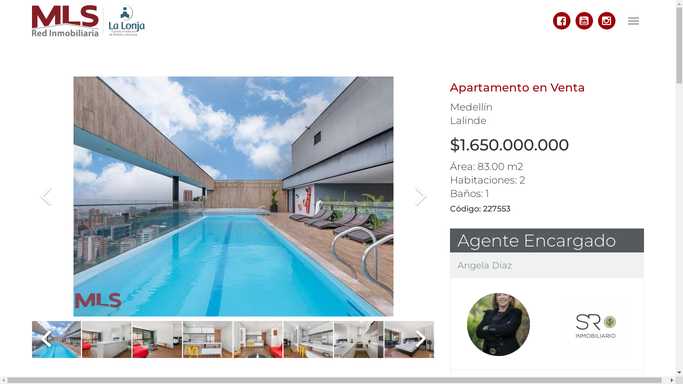 MLS
Red Inmobiliaria
La Lonja
Apartamento en Venta
Medellín
Lalinde
$1.650.000.000
Área: 83.00 m2
Habitaciones: 2
Baños: 1
Código: 227553
Agente Encargado
Angela Diaz
MLS
SR
INMOBILIARIO